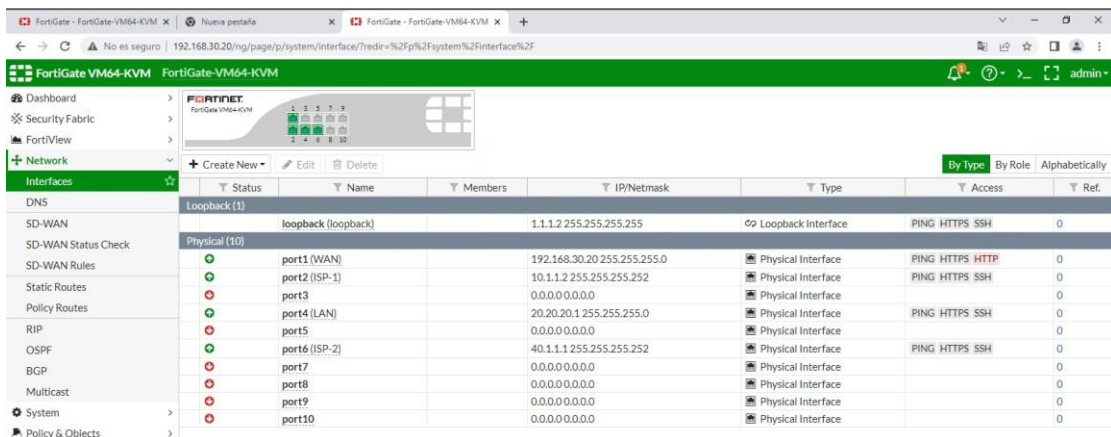 FortiGate - FortiGate-VM64-KVM
Nueva pestaña
FortiGate - FortiGate-VM64-KVM
No es seguro | 192.168.30.20/ng/page/p/system/interface/?redir=%2Fp%2Fsystem%2Finterface%2F
FortiGate VM64-KVM FortiGate-VM64-KVM
1
admin
Dashboard
Security Fabric
FortiView
Network
Interfaces
DNS
SD-WAN
SD-WAN Status Check
SD-WAN Rules
Static Routes
Policy Routes
RIP
OSPF
BGP
Multicast
System
Policy & Objects
FORTINET
FortiGate VM64-KVM
1 3 5 7 9
2 4 6 8 10
+ Create New Edit Delete By Type By Role Alphabetically
Status Name Members IP/Netmask Type Access Ref.
Loopback (1)
loopback (loopback) 1.1.1.2 255.255.255.255 Loopback Interface PING HTTPS SSH 0
Physical (10)
port1 (WAN) 192.168.30.20 255.255.255.0 Physical Interface PING HTTPS HTTP 0
port2 (ISP-1) 10.1.1.2 255.255.255.252 Physical Interface PING HTTPS SSH 0
port3 0.0.0.0 0.0.0.0 Physical Interface 0
port4 (LAN) 20.20.20.1 255.255.255.0 Physical Interface PING HTTPS SSH 0
port5 0.0.0.0 0.0.0.0 Physical Interface 0
port6 (ISP-2) 40.1.1.1 255.255.255.252 Physical Interface PING HTTPS SSH 0
port7 0.0.0.0 0.0.0.0 Physical Interface 0
port8 0.0.0.0 0.0.0.0 Physical Interface 0
port9 0.0.0.0 0.0.0.0 Physical Interface 0
port10 0.0.0.0 0.0.0.0 Physical Interface 0